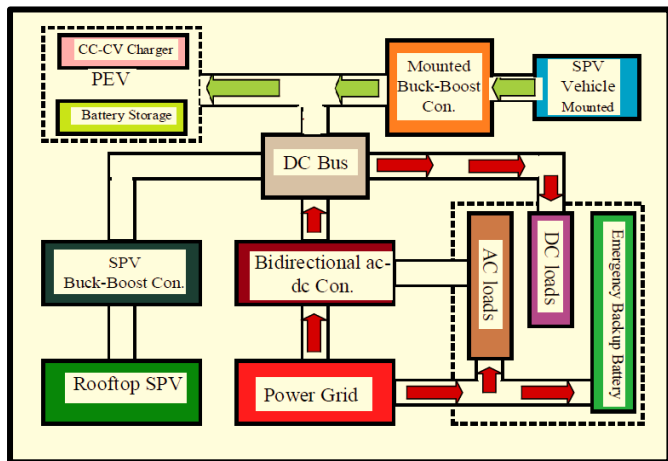 CC-CV Charger
PEV
Battery Storage
Mounted
Buck-Boost
Con.
SPV
Vehicle
Mounted
DC Bus
SPV
Buck-Boost Con.
Bidirectional ac-
dc Con.
AC loads
DC loads
Emergency Backup Battery
Rooftop SPV
Power Grid